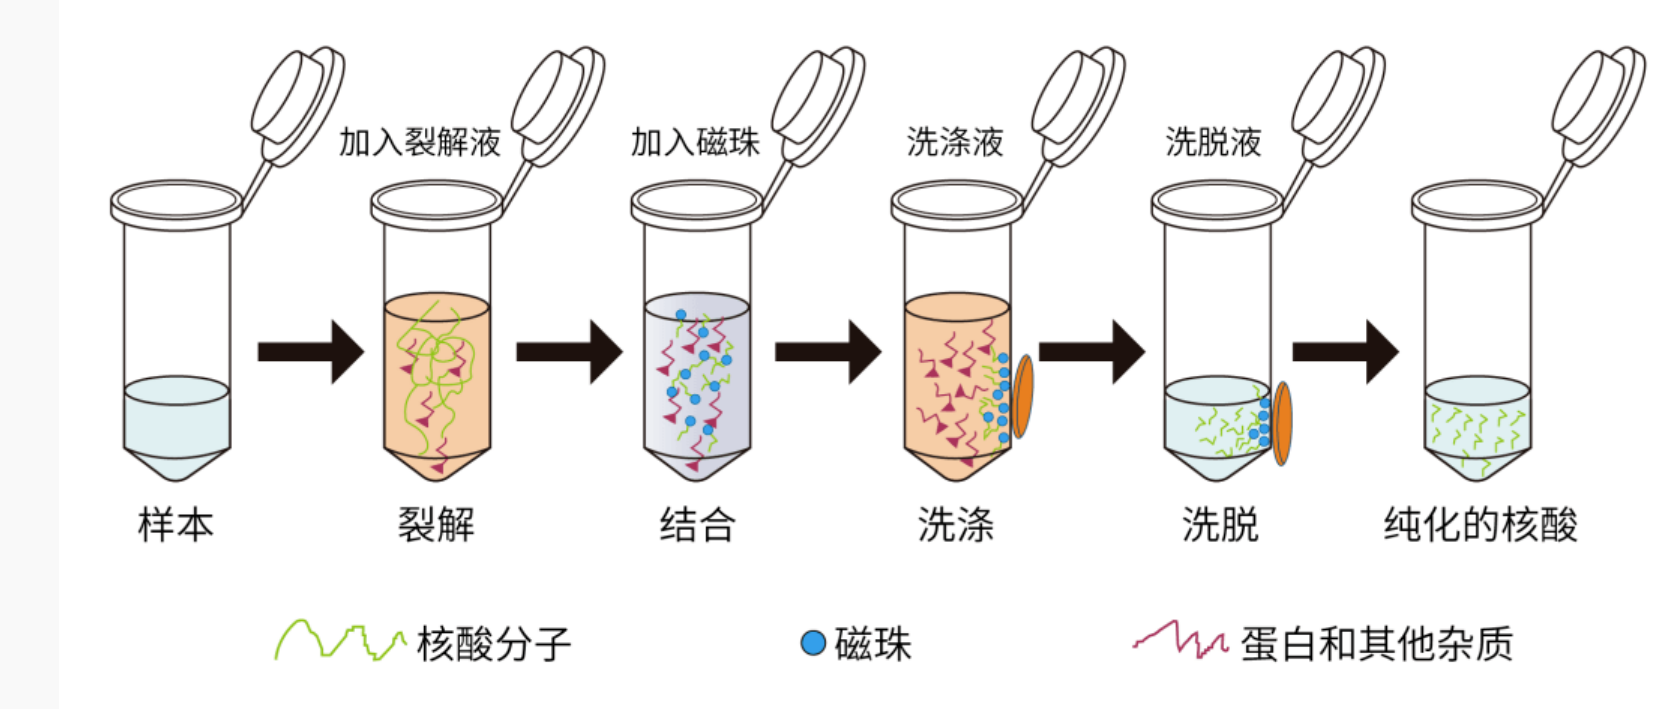 加入裂解液
加入磁珠
洗涤液
洗脱液
样本
裂解
结合
洗涤
洗脱
纯化的核酸
核酸分子
磁珠
蛋白和其他杂质